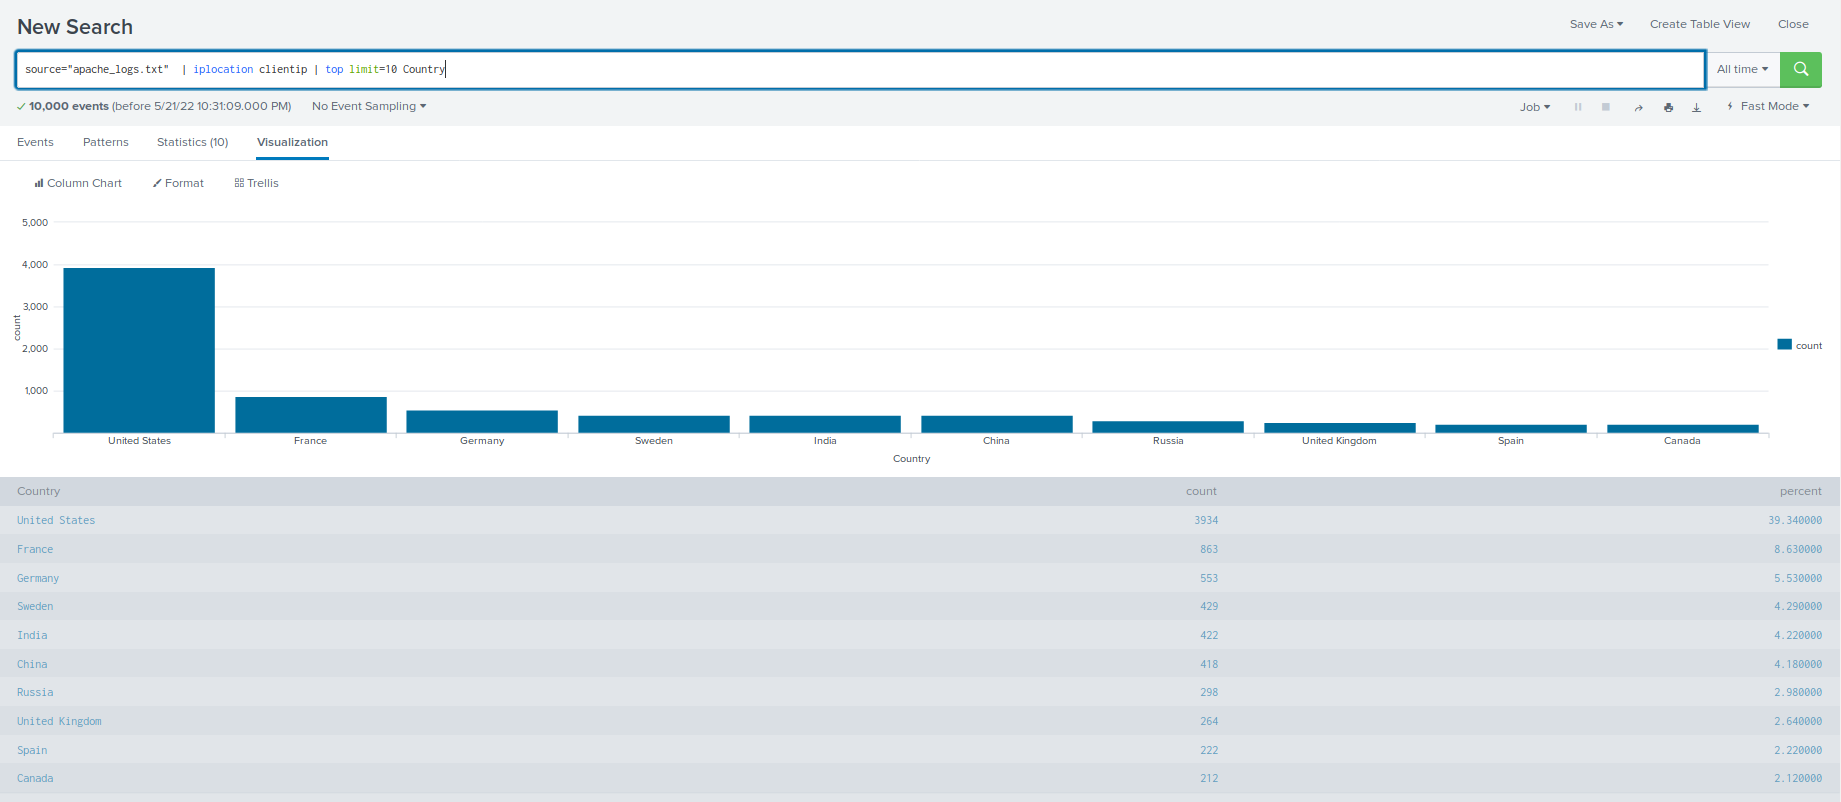 New Search
Save As Create Table View Close
source="apache_logs.txt" | iplocation clientip | top limit=10 Country
All time
10,000 events (before 5/21/22 10:31:09.000 PM) No Event Sampling
Job Fast Mode
Events Patterns Statistics (10) Visualization
Column Chart Format Trellis
5,000
4,000
3,000
2,000
1,000
count
count
United States France Germany Sweden India China Russia United Kingdom Spain Canada
Country
Country count percent
United States 3934 39.340000
France 863 8.630000
Germany 553 5.530000
Sweden 429 4.290000
India 422 4.220000
China 418 4.180000
Russia 298 2.980000
United Kingdom 264 2.640000
Spain 222 2.220000
Canada 212 2.120000